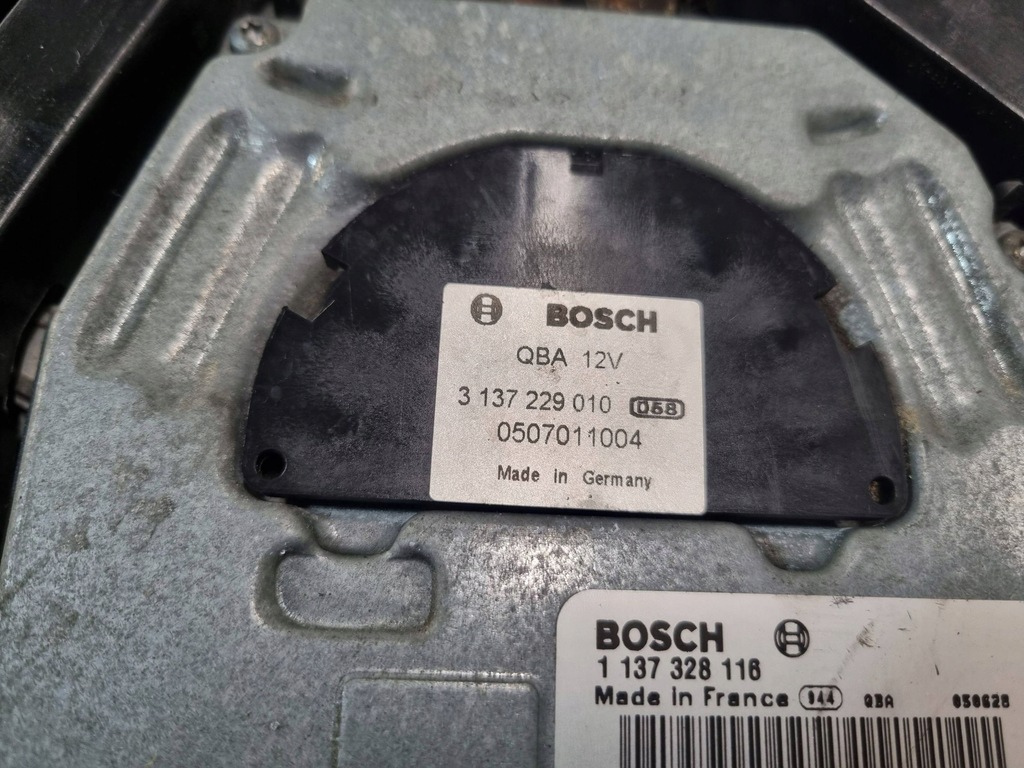 BOSCH
QBA 12V
3 137 229 010 058
0507011004
Made in Germany
BOSCH
1 137 328 116
Made in France 944 QBA 050628